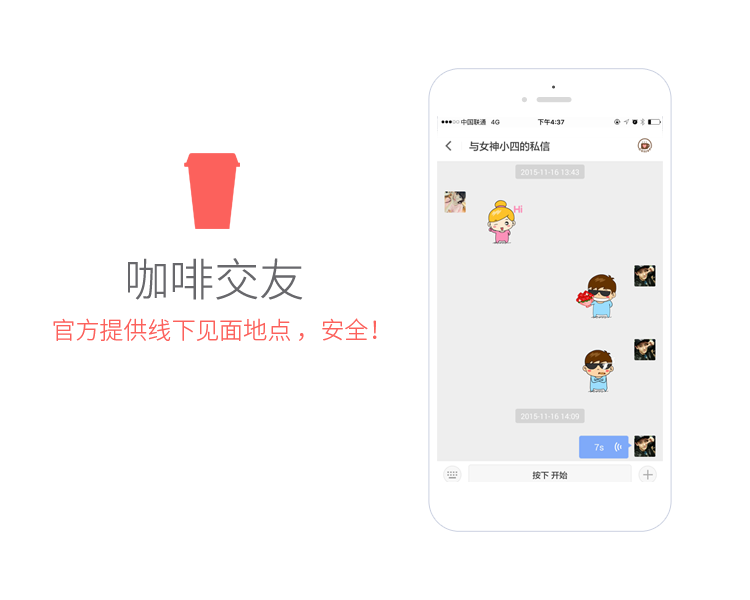 咖啡交友
官方提供线下见面地点，安全！
中国联通 4G 下午4:37
与女神小四的私信
2015-11-16 13:43
Hi
2015-11-16 14:09
7s
按下 开始